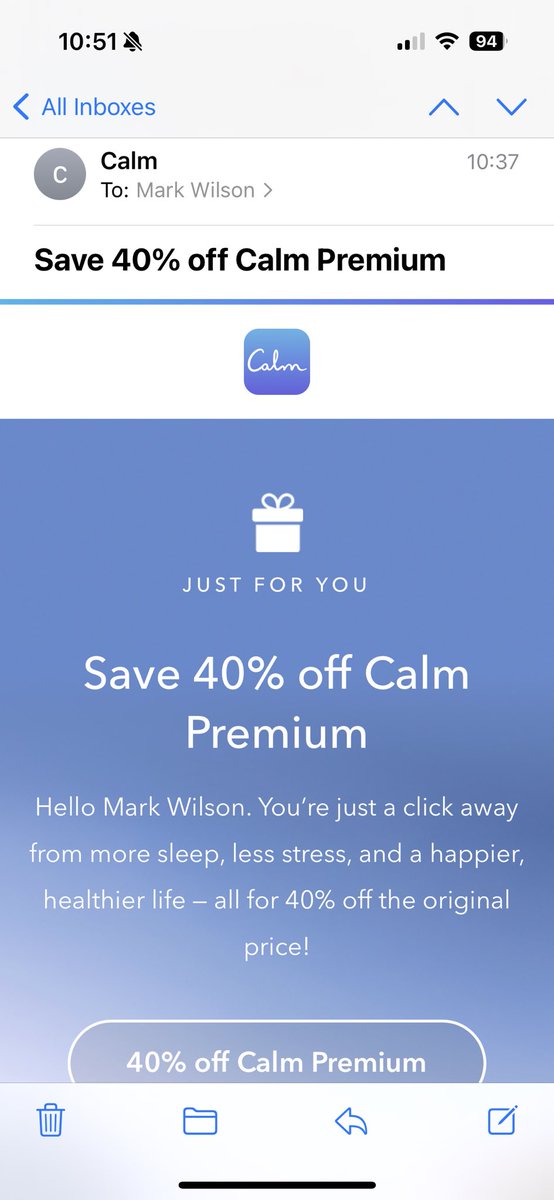 10:51
94
All Inboxes
C
Calm
10:37
To: Mark Wilson
Save 40% off Calm Premium
Calm
JUST FOR YOU
Save 40% off Calm
Premium
Hello Mark Wilson. You’re just a click away
from more sleep, less stress, and a happier,
healthier life – all for 40% off the original
price!
40% off Calm Premium